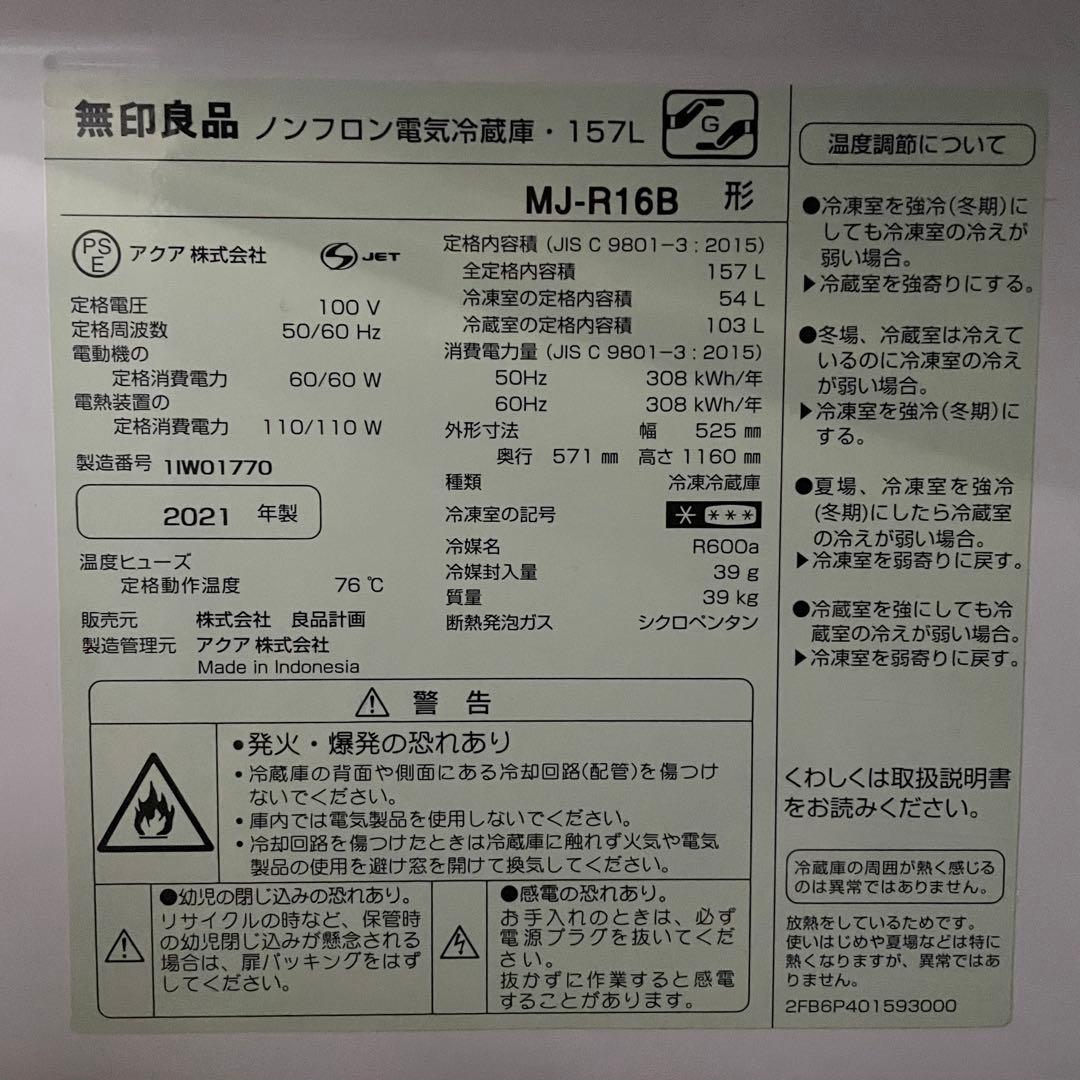 無印良品 ノンフロン電気冷蔵庫・157L G
MJ-R16B 形
PS E アクア 株式会社 S JET
定格電圧 100 V
定格周波数 50/60 Hz
電動機の
定格消費電力 60/60 W
電熱装置の
定格消費電力 110/110 W
製造番号 1IW01770
2021 年製
温度ヒューズ
定格動作温度 76 ℃
販売元 株式会社 良品計画
製造管理元 アクア 株式会社
Made in Indonesia
定格内容積 (JIS C 9801-3 : 2015)
全定格内容積 157 L
冷凍室の定格内容積 54 L
冷蔵室の定格内容積 103 L
消費電力量 (JIS C 9801-3 : 2015)
50Hz 308 kWh/年
60Hz 308 kWh/年
外形寸法 幅 525 ㎜
奥行 571 ㎜ 高さ 1160 ㎜
種類 冷凍冷蔵庫
冷凍室の記号 * ***
冷媒名 R600a
冷媒封入量 39 g
質量 39 kg
断熱発泡ガス シクロペンタン
警 告
●発火・爆発の恐れあり
・冷蔵庫の背面や側面にある冷却回路(配管)を傷つけ
ないでください。
・庫内では電気製品を使用しないでください。
・冷却回路を傷つけたときは冷蔵庫に触れず火気や電気
製品の使用を避け窓を開けて換気してください。
●幼児の閉じ込みの恐れあり。
リサイクルの時など、保管時
の幼児閉じ込みが懸念される
場合は、扉パッキングをはず
してください。
●感電の恐れあり。
お手入れのときは、必ず
電源プラグを抜いてくだ
さい。
抜かずに作業すると感電
することがあります。
温度調節について
●冷凍室を強冷(冬期)に
しても冷凍室の冷えが
弱い場合。
▶冷蔵室を強寄りにする。
●冬場、冷蔵室は冷えて
いるのに冷凍室の冷え
が弱い場合。
▶冷凍室を強冷(冬期)に
する。
●夏場、冷凍室を強冷
(冬期)にしたら冷蔵室
の冷えが弱い場合。
▶冷凍室を弱寄りに戻す。
●冷蔵室を強にしても冷
蔵室の冷えが弱い場合。
▶冷凍室を弱寄りに戻す。
くわしくは取扱説明書
をお読みください。
冷蔵庫の周囲が熱く感じる
のは異常ではありません。
放熱をしているためです。
使いはじめや夏場などは特に
熱くなりますが、異常ではあ
りません。
2FB6P401593000